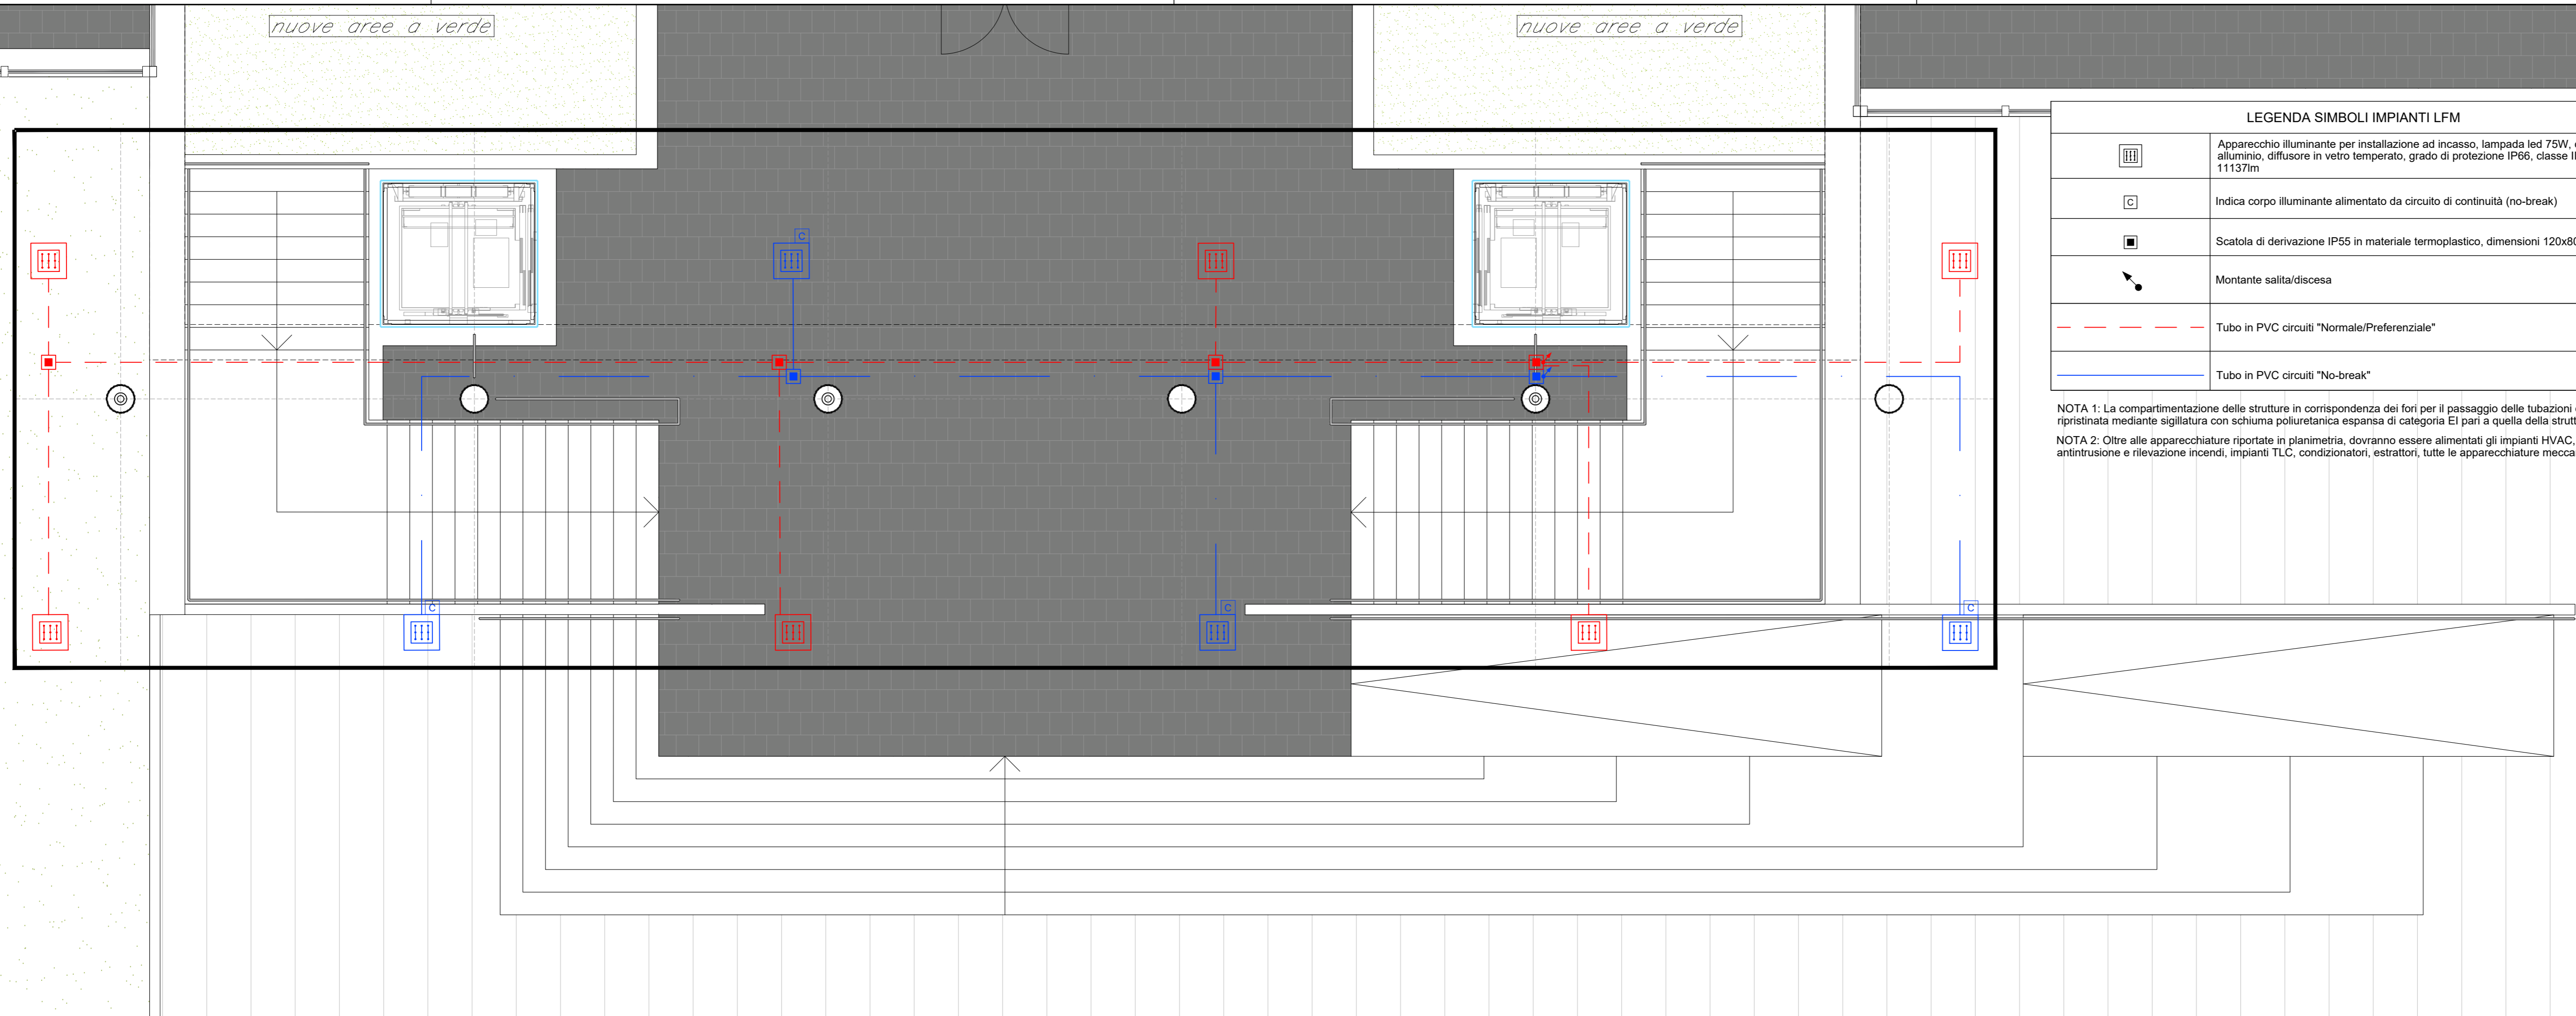 nuove aree a verde
nuove aree a verde
LEGENDA SIMBOLI IMPIANTI LFM
Apparecchio illuminante per installazione ad incasso, lampada led 75W,
alluminio, diffusore in vetro temperato, grado di protezione IP66, classe
11137lm
C
Indica corpo illuminante alimentato da circuito di continuità (no-break)
Scatola di derivazione IP55 in materiale termoplastico, dimensioni 120x80
Montante salita/discesa
Tubo in PVC circuiti "Normale/Preferenziale"
Tubo in PVC circuiti "No-break"
NOTA 1: La compartimentazione delle strutture in corrispondenza dei fori per il passaggio delle tubazioni
ripristinata mediante sigillatura con schiuma poliuretanica espansa di categoria EI pari a quella della
NOTA 2: Oltre alle apparecchiature riportate in planimetria, dovranno essere alimentati gli impianti HVAC,
antintrusione e rilevazione incendi, impianti TLC, condizionatori, estrattori, tutte le apparecchiature
C
C
C
C